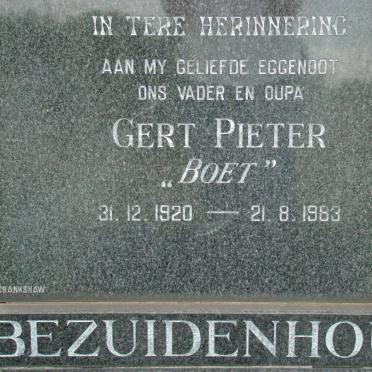 IN TERE HERINNERING
AAN MY GELIEFDE EGGENOOT
ONS VADER EN OUPA
GERT PIETER
„BOET”
31. 12. 1920 — 21. 8. 1983
CRANKSHAW
BEZUIDENHOU